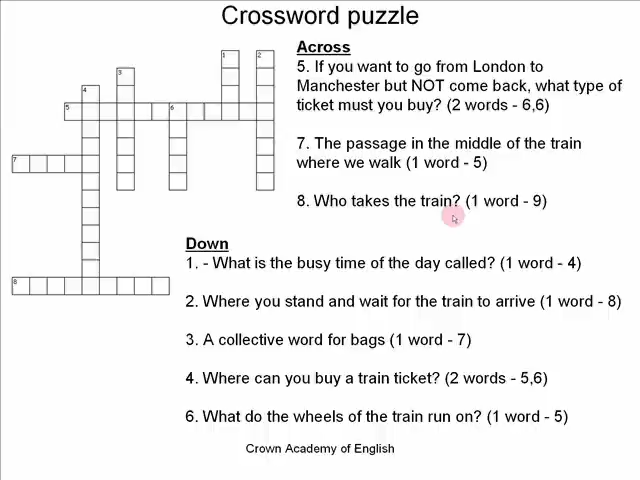 Crossword puzzle
Across
5. If you want to go from London to
Manchester but NOT come back, what type of
ticket must you buy? (2 words - 6,6)
7. The passage in the middle of the train
where we walk (1 word - 5)
8. Who takes the train? (1 word - 9)
Down
1. - What is the busy time of the day called? (1 word - 4)
2. Where you stand and wait for the train to arrive (1 word - 8)
3. A collective word for bags (1 word - 7)
4. Where can you buy a train ticket? (2 words - 5,6)
6. What do the wheels of the train run on? (1 word - 5)
Crown Academy of English
1 2
3
4
5 6
7
8